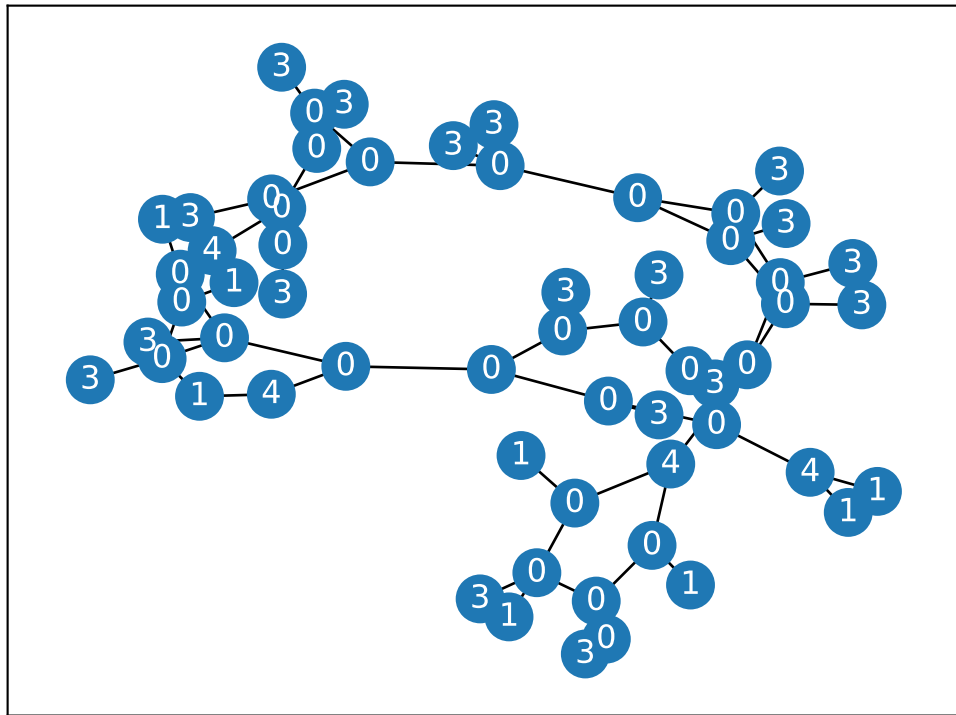 3
0 3
3
0 3
0 0 0
3
0 0 0
1 3 0 3
4 0 0
0 1 3 0 3
0 3 3 0 0
3 0 0 0
0 0 0 0 3
3 1 4 0 3 0
1 4 4 1
0 1
0 0 1
3 1 0
3 0